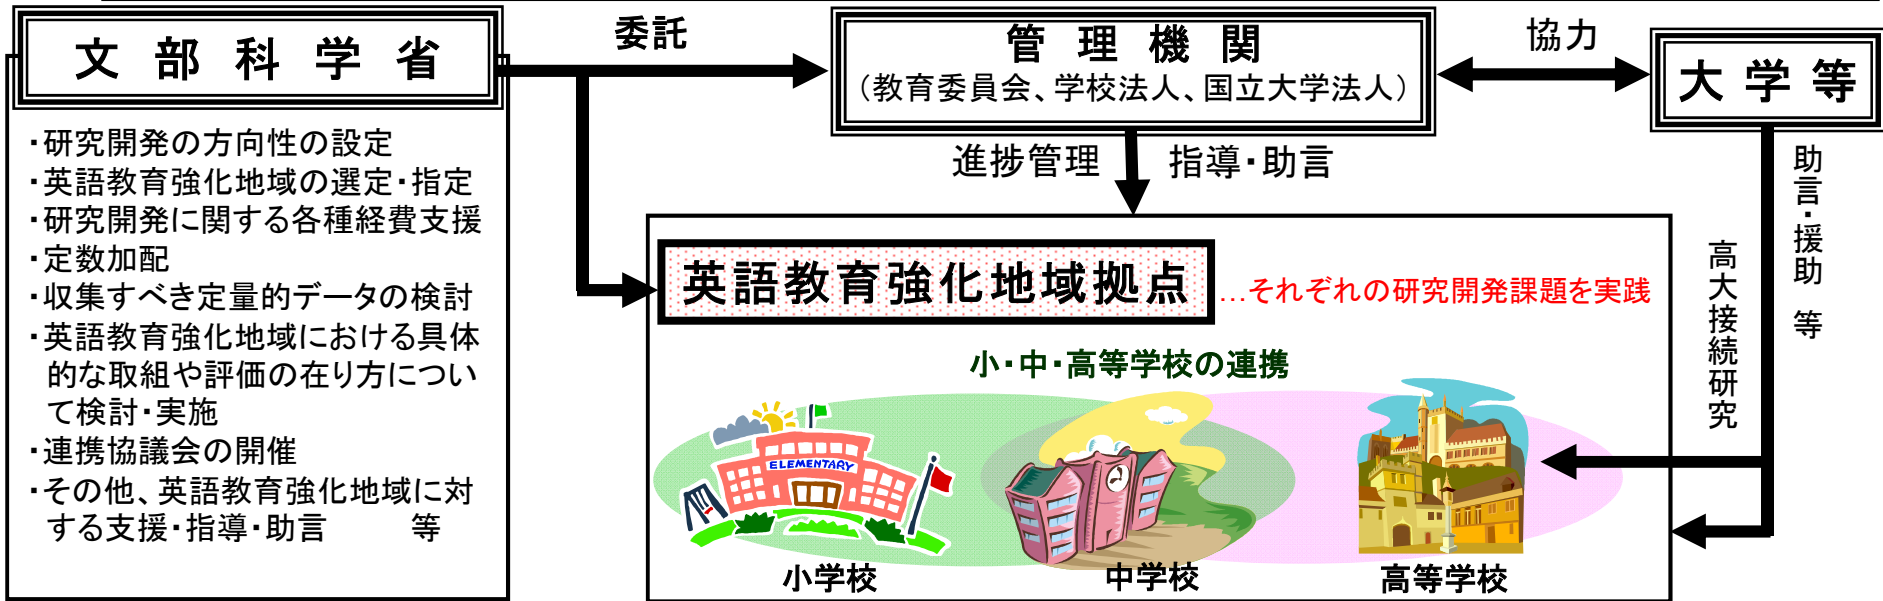 文部科学省
・研究開発の方向性の設定
・英語教育強化地域の選定・指定
・研究開発に関する各種経費支援
・定数加配
・収集すべき定量的データの検討
・英語教育強化地域における具体
的な取組や評価の在り方につい
て検討・実施
・連携協議会の開催
・その他、英語教育強化地域に対
する支援・指導・助言　　　等
委託
管理機関
（教育委員会、学校法人、国立大学法人）
協力
大学等
進捗管理
指導・助言
助言・援助 等
高大接続研究
英語教育強化地域拠点
…それぞれの研究開発課題を実践
小・中・高等学校の連携
ELEMENTARY
小学校
中学校
高等学校